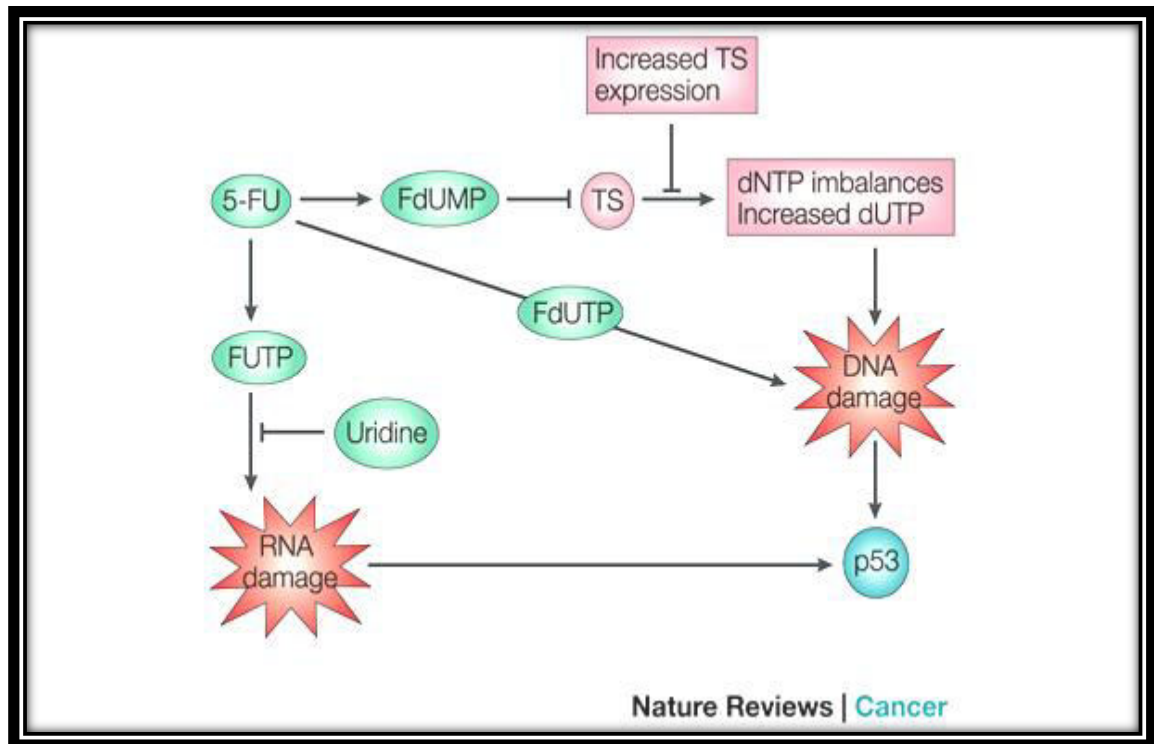 Increased TS
expression
5-FU
FdUMP
TS
dNTP imbalances
Increased dUTP
FdUTP
FUTP
DNA
damage
Uridine
RNA
damage
p53
Nature Reviews | Cancer